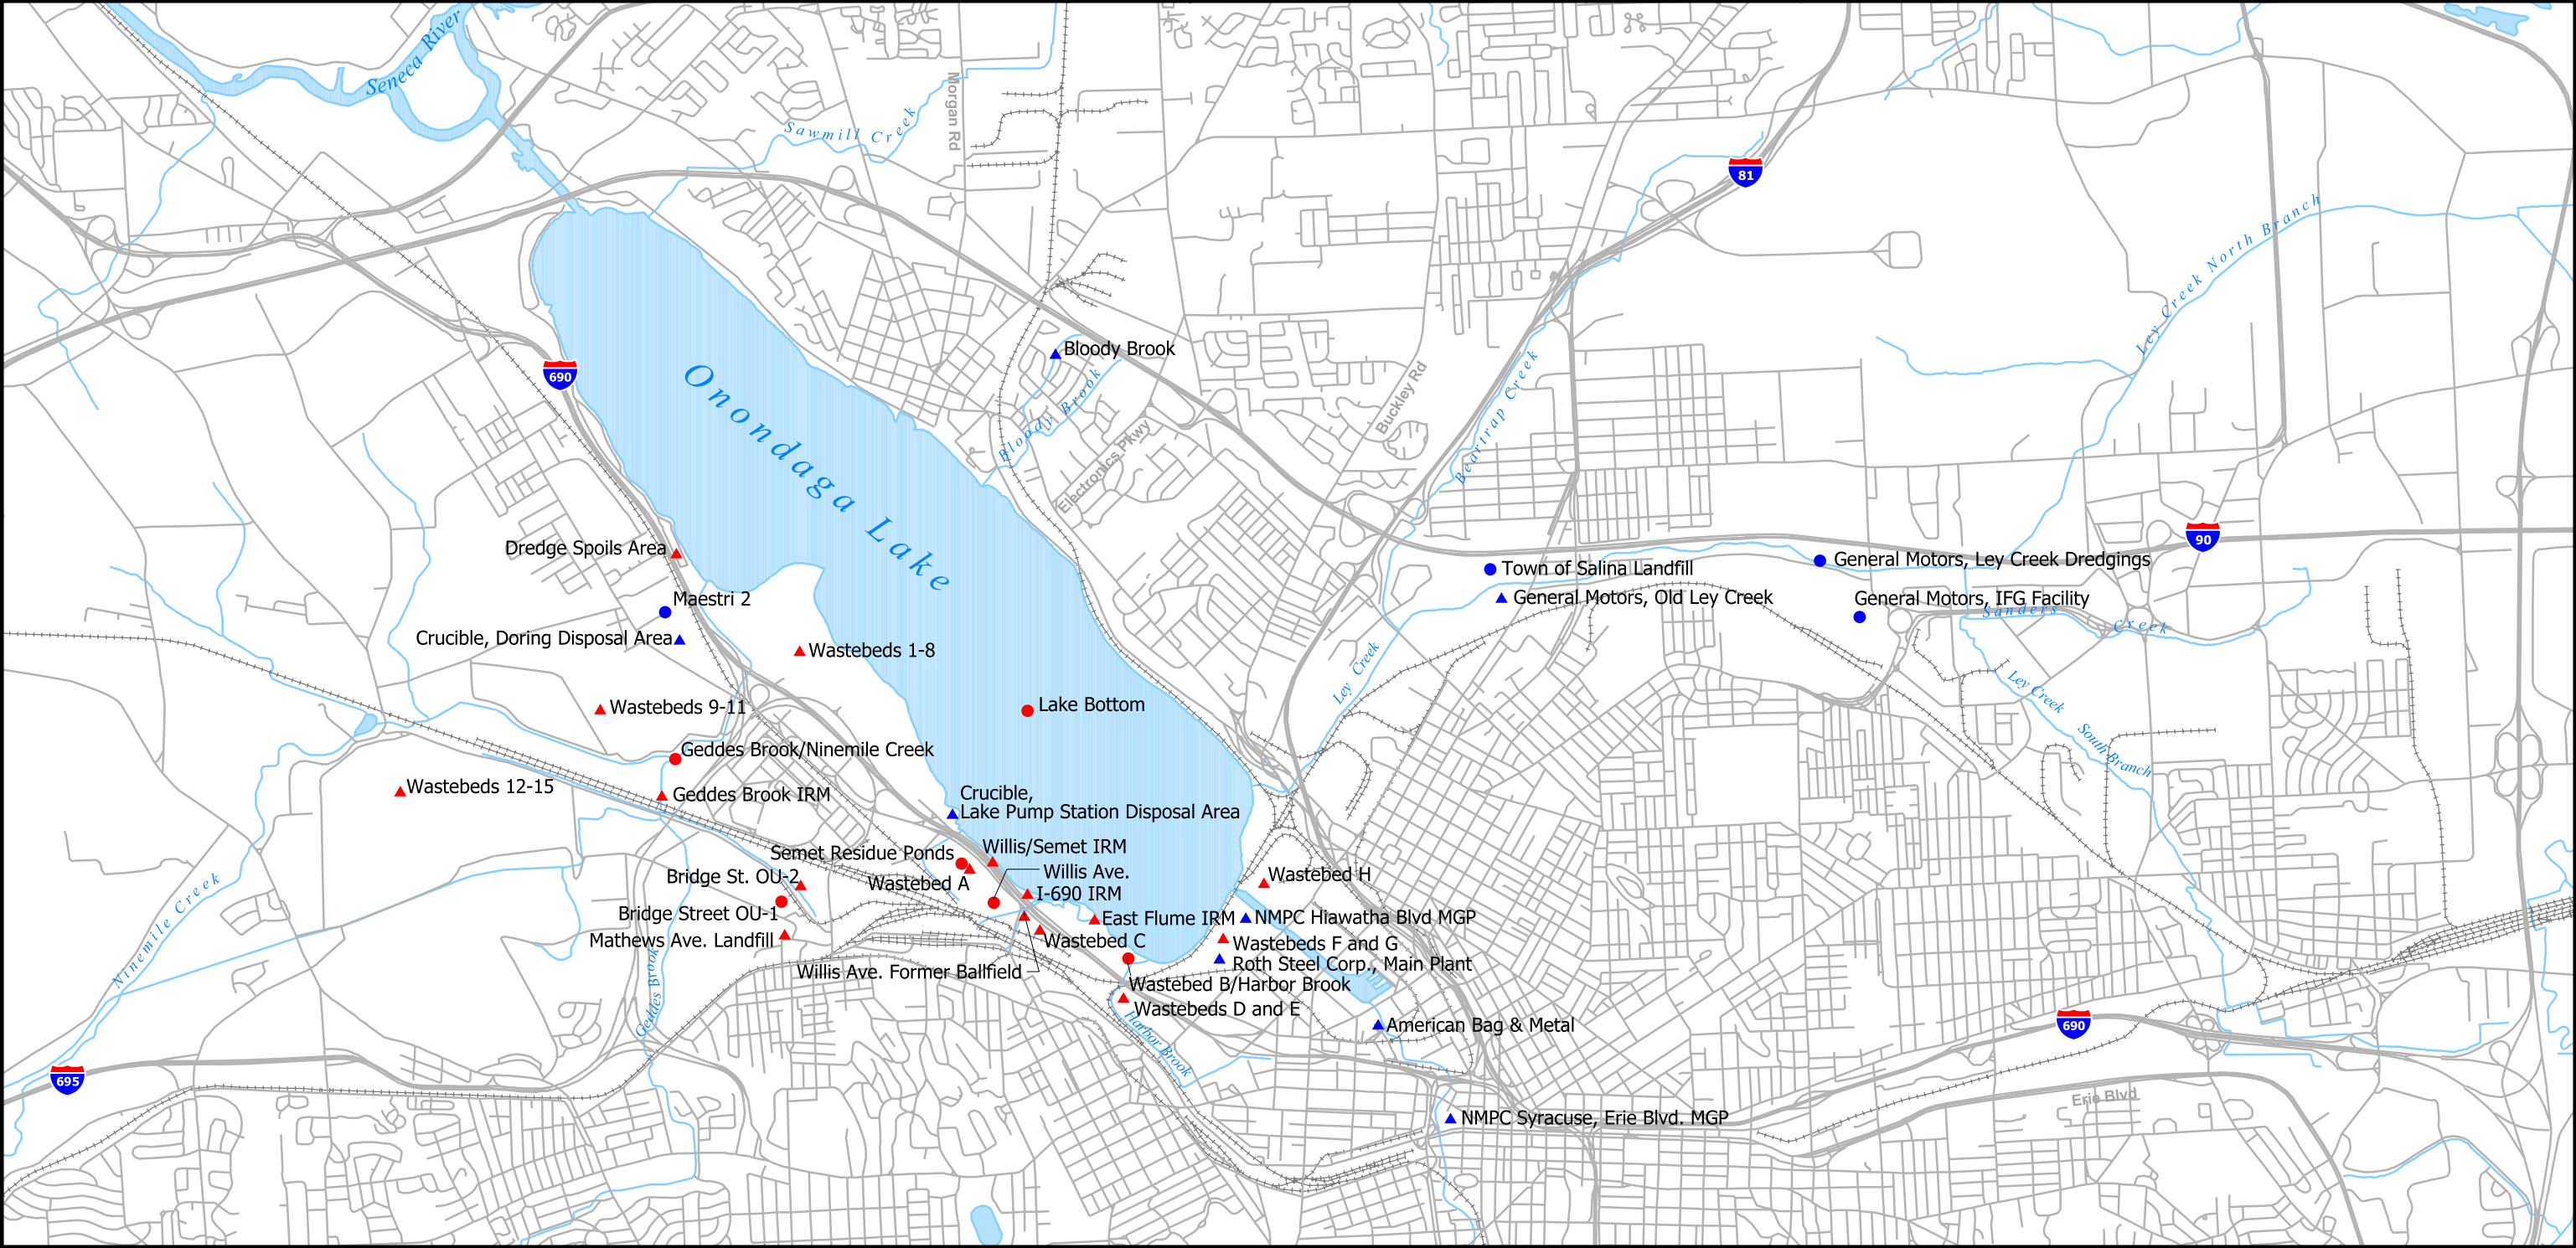 Seneca River
Morgan Rd
Sawmill Creek
81
Ley Creek North Branch
Bloody Brook
690
Onondaga Lake
Bloody Brook
Buckley Rd
Beartrap Creek
Electronics Pkwy
90
Dredge Spoils Area
General Motors, Ley Creek Dredgings
Town of Salina Landfill
Maestri 2
General Motors, Old Ley Creek
General Motors, IFG Facility
Sanders Creek
Crucible, Doring Disposal Area
Wastebeds 1-8
Ley Creek
Ley Creek
South Branch
Wastebeds 9-11
Lake Bottom
Geddes Brook/Ninemile Creek
Wastebeds 12-15
Geddes Brook IRM
Crucible,
Lake Pump Station Disposal Area
Semet Residue Ponds
Willis/Semet IRM
Bridge St. OU-2
Wastebed A
Willis Ave.
Wastebed H
I-690 IRM
Bridge Street OU-1
East Flume IRM
NMPC Hiawatha Blvd MGP
Mathews Ave. Landfill
Wastebed C
Wastebeds F and G
Ninemile Creek
Geddes Brook
Willis Ave. Former Ballfield
Roth Steel Corp., Main Plant
Wastebed B/Harbor Brook
Wastebeds D and E
Harbor Brook
American Bag & Metal
690
695
Erie Blvd
NMPC Syracuse, Erie Blvd. MGP